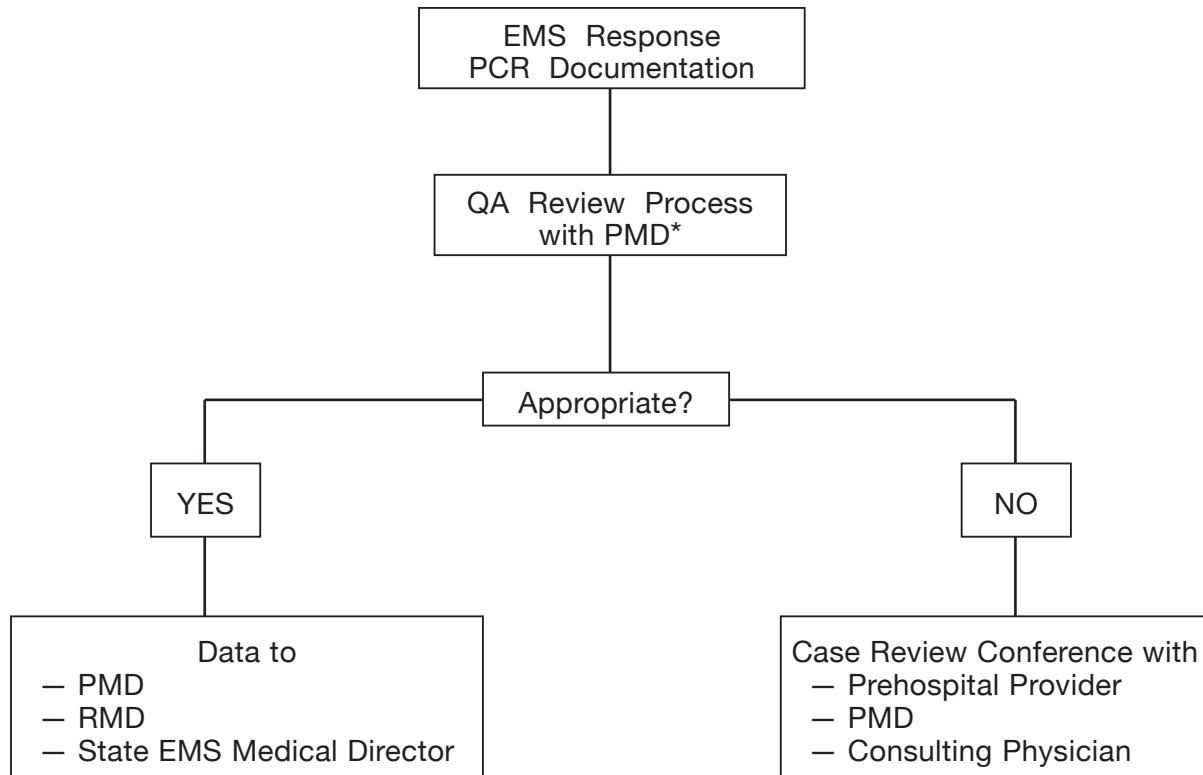 EMS Response
PCR Documentation
QA Review Process
with PMD*
Appropriate?
YES
NO
Data to
— PMD
— RMD
— State EMS Medical Director
Case Review Conference with
— Prehospital Provider
— PMD
— Consulting Physician